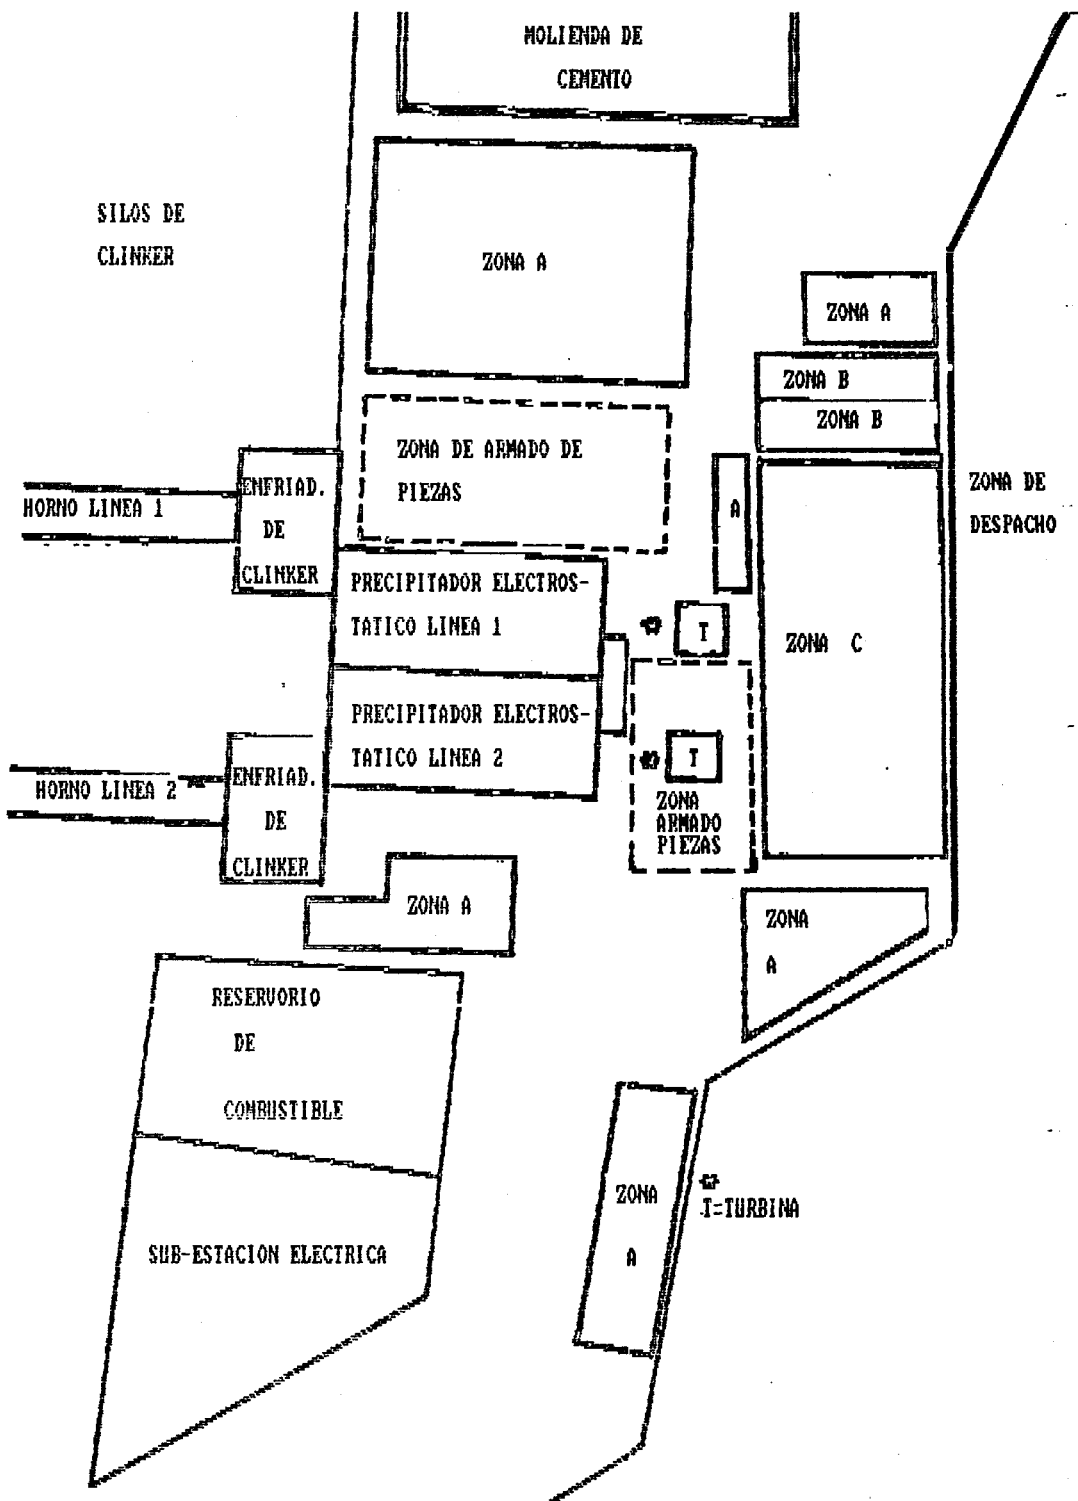 MOLIENDA DE
CEMENTO
SILOS DE
CLINKER
ZONA A
ZONA A
ZONA B
ZONA B
ZONA DE ARMADO DE
PIEZAS
ZONA DE
DESPACHO
HORNO LINEA 1
ENFRIAD.
DE
CLINKER
A
PRECIPITADOR ELECTROS-
TATICO LINEA 1
T
ZONA C
PRECIPITADOR ELECTROS-
TATICO LINEA 2
T
HORNO LINEA 2
ENFRIAD.
DE
CLINKER
ZONA
ARMADO
PIEZAS
ZONA A
ZONA
A
RESERVORIO
DE
COMBUSTIBLE
SUB-ESTACION ELECTRICA
ZONA
A
T=TURBINA